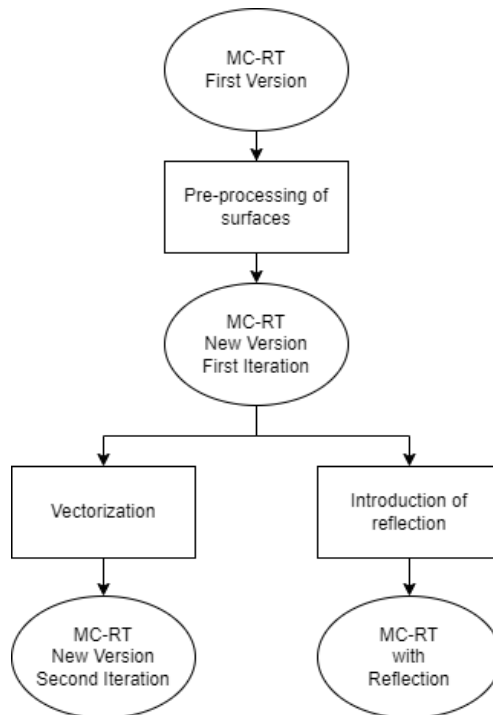 MC-RT
First Version
Pre-processing of
surfaces
MC-RT
New Version
First Iteration
Vectorization
Introduction of
reflection
MC-RT
New Version
Second Iteration
MC-RT
with
Reflection